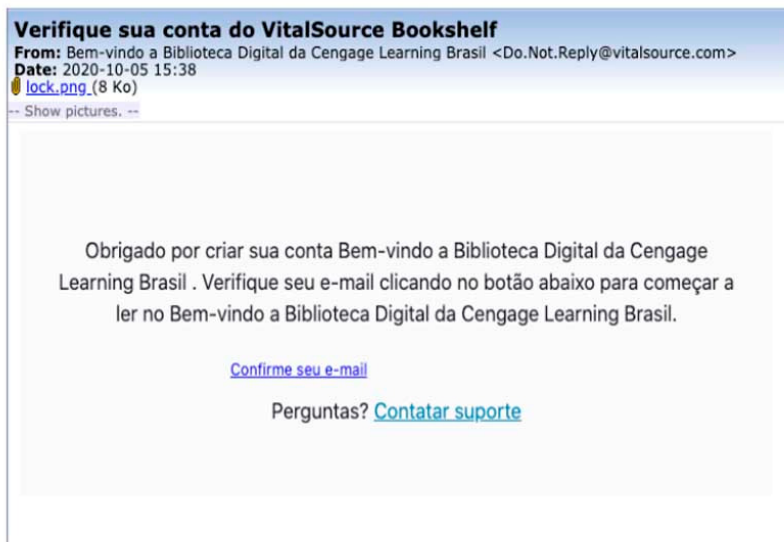 Verifique sua conta do VitalSource Bookshelf
From: Bem-vindo a Biblioteca Digital da Cengage Learning Brasil <Do.Not.Reply@vitalsource.com>
Date: 2020-10-05 15:38
lock.png (8 Ko)
-- Show pictures. --
Obrigado por criar sua conta Bem-vindo a Biblioteca Digital da Cengage
Learning Brasil . Verifique seu e-mail clicando no botão abaixo para começar a
ler no Bem-vindo a Biblioteca Digital da Cengage Learning Brasil.
Confirme seu e-mail
Perguntas? Contatar suporte